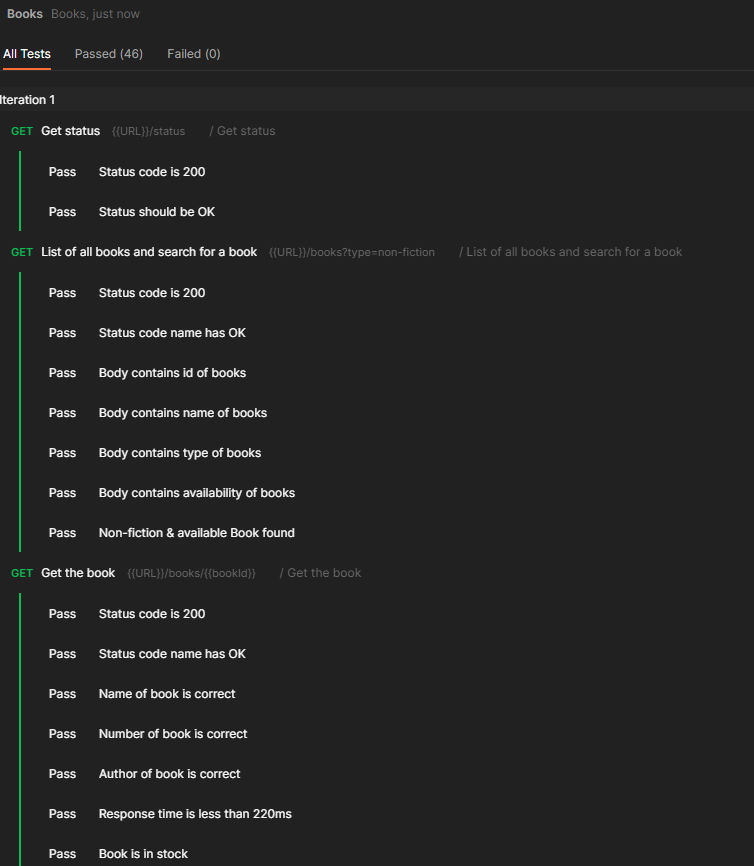 Books Books, just now
All Tests Passed (46) Failed (0)
Iteration 1
GET Get status {{URL}}/status / Get status
Pass Status code is 200
Pass Status should be OK
GET List of all books and search for a book {{URL}}/books?type=non-fiction / List of all books and search for a book
Pass Status code is 200
Pass Status code name has OK
Pass Body contains id of books
Pass Body contains name of books
Pass Body contains type of books
Pass Body contains availability of books
Pass Non-fiction & available Book found
GET Get the book {{URL}}/books/{{bookId}} / Get the book
Pass Status code is 200
Pass Status code name has OK
Pass Name of book is correct
Pass Number of book is correct
Pass Author of book is correct
Pass Response time is less than 220ms
Pass Book is in stock